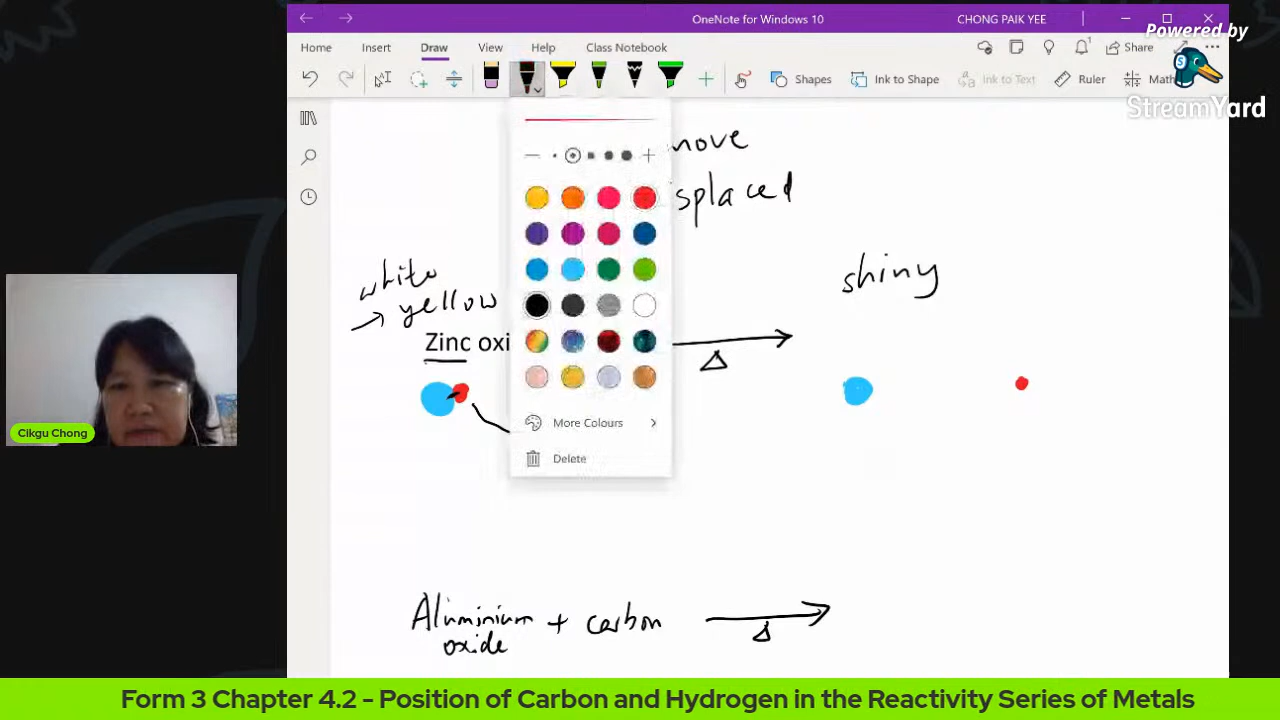 OneNote for Windows 10
CHONG PAIK YEE
Powered by
StreamYard
Home Insert Draw View Help Class Notebook
Share
Shapes Ink to Shape Ink to Text Ruler Math
move
splaced
white
→ yellow
shiny
Zinc oxi
Δ
More Colours
Delete
Cikgu Chong
Aluminium + carbon
oxide
Δ
Form 3 Chapter 4.2 - Position of Carbon and Hydrogen in the Reactivity Series of Metals